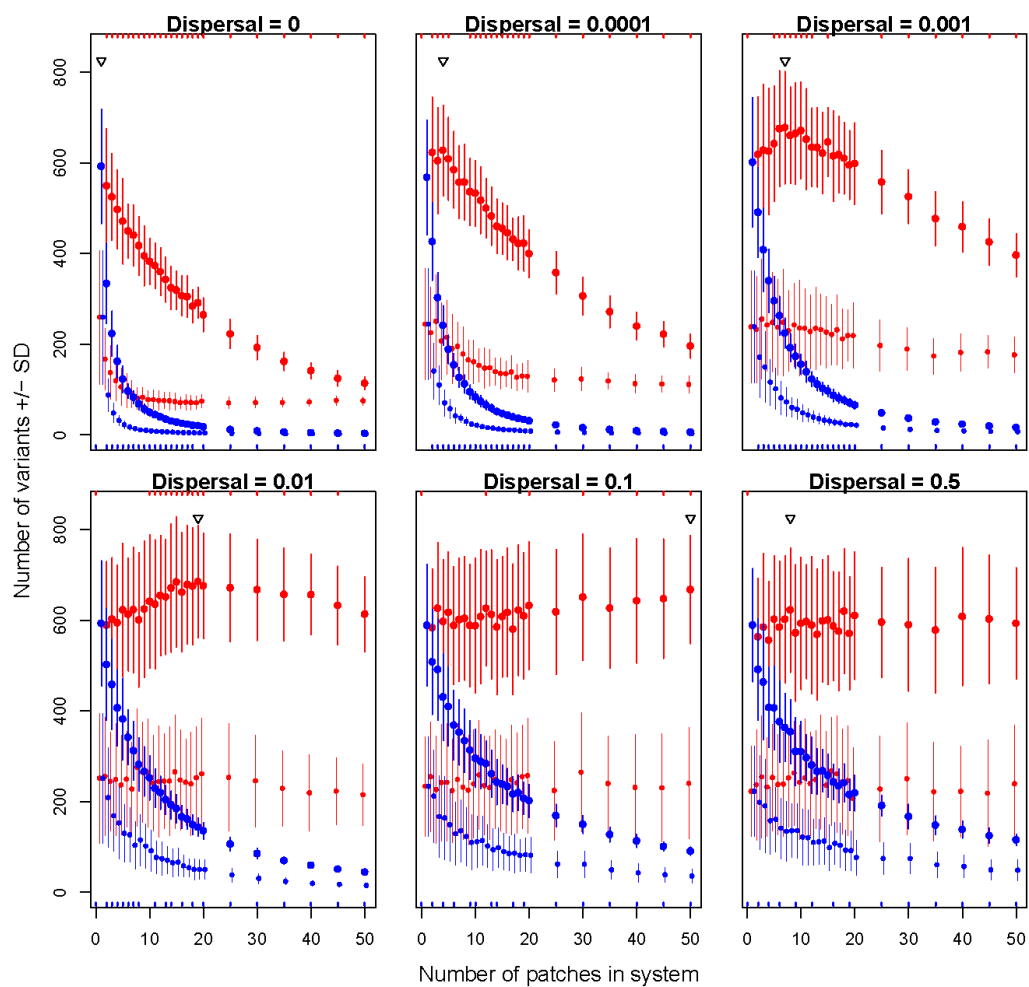 Dispersal = 0
Dispersal = 0.0001
Dispersal = 0.001
800
600
400
200
0
Number of variants +/− SD
Dispersal = 0.01
Dispersal = 0.1
Dispersal = 0.5
800
600
400
200
0
0 10 20 30 40 50
0 10 20 30 40 50
0 10 20 30 40 50
Number of patches in system